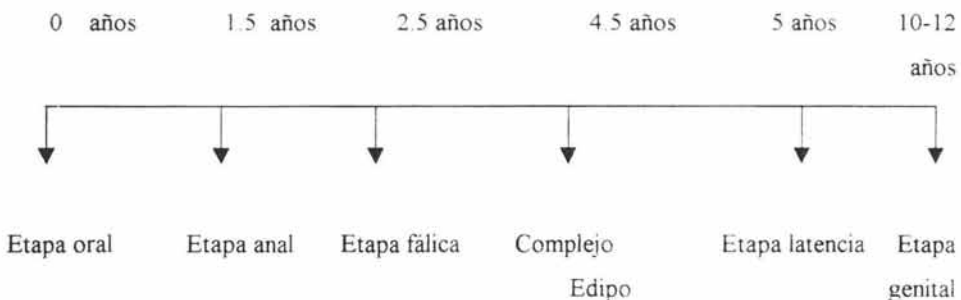 0 años 1.5 años 2.5 años 4.5 años 5 años 10-12
años
Etapa oral Etapa anal Etapa fálica Complejo Etapa latencia Etapa
Edipo genital